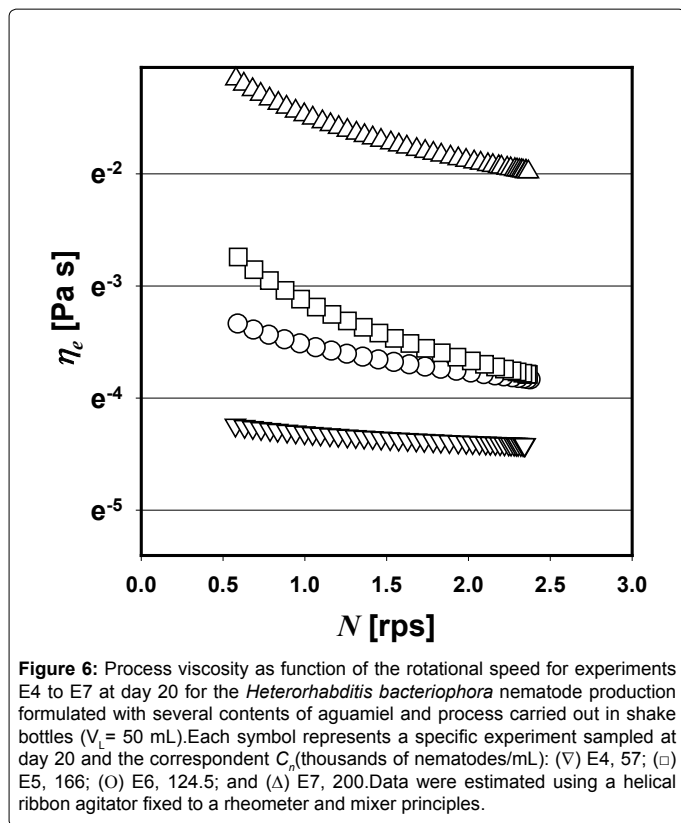 e-2
e-3
e-4
e-5
ηe [Pa s]
0.0 0.5 1.0 1.5 2.0 2.5 3.0
N [rps]
Figure 6: Process viscosity as function of the rotational speed for experiments
E4 to E7 at day 20 for the Heterorhabditis bacteriophora nematode production
formulated with several contents of aguamiel and process carried out in shake
bottles (VL= 50 mL).Each symbol represents a specific experiment sampled at
day 20 and the correspondent Cn(thousands of nematodes/mL): (∇) E4, 57; (□)
E5, 166; (O) E6, 124.5; and (Δ) E7, 200.Data were estimated using a helical
ribbon agitator fixed to a rheometer and mixer principles.